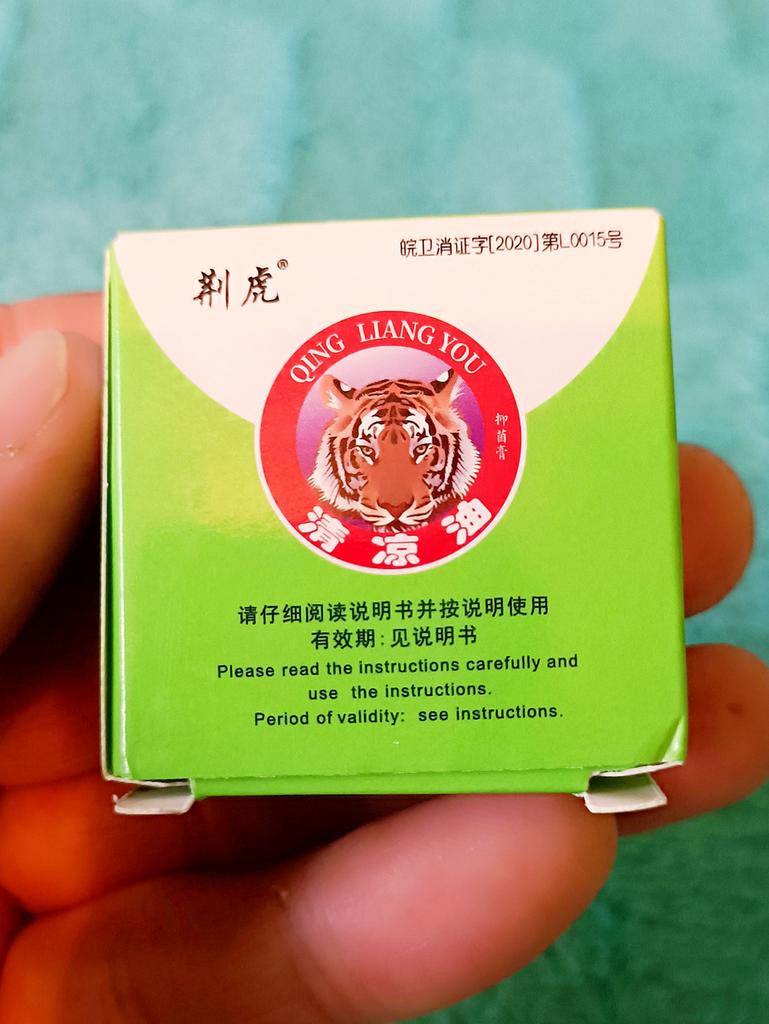 皖卫消证字[2020]第L0015号
荆虎®
QING LIANG YOU
抑菌膏
清凉油
请仔细阅读说明书并按说明使用
有效期:见说明书
Please read the instructions carefully and
use the instructions.
Period of validity: see instructions.